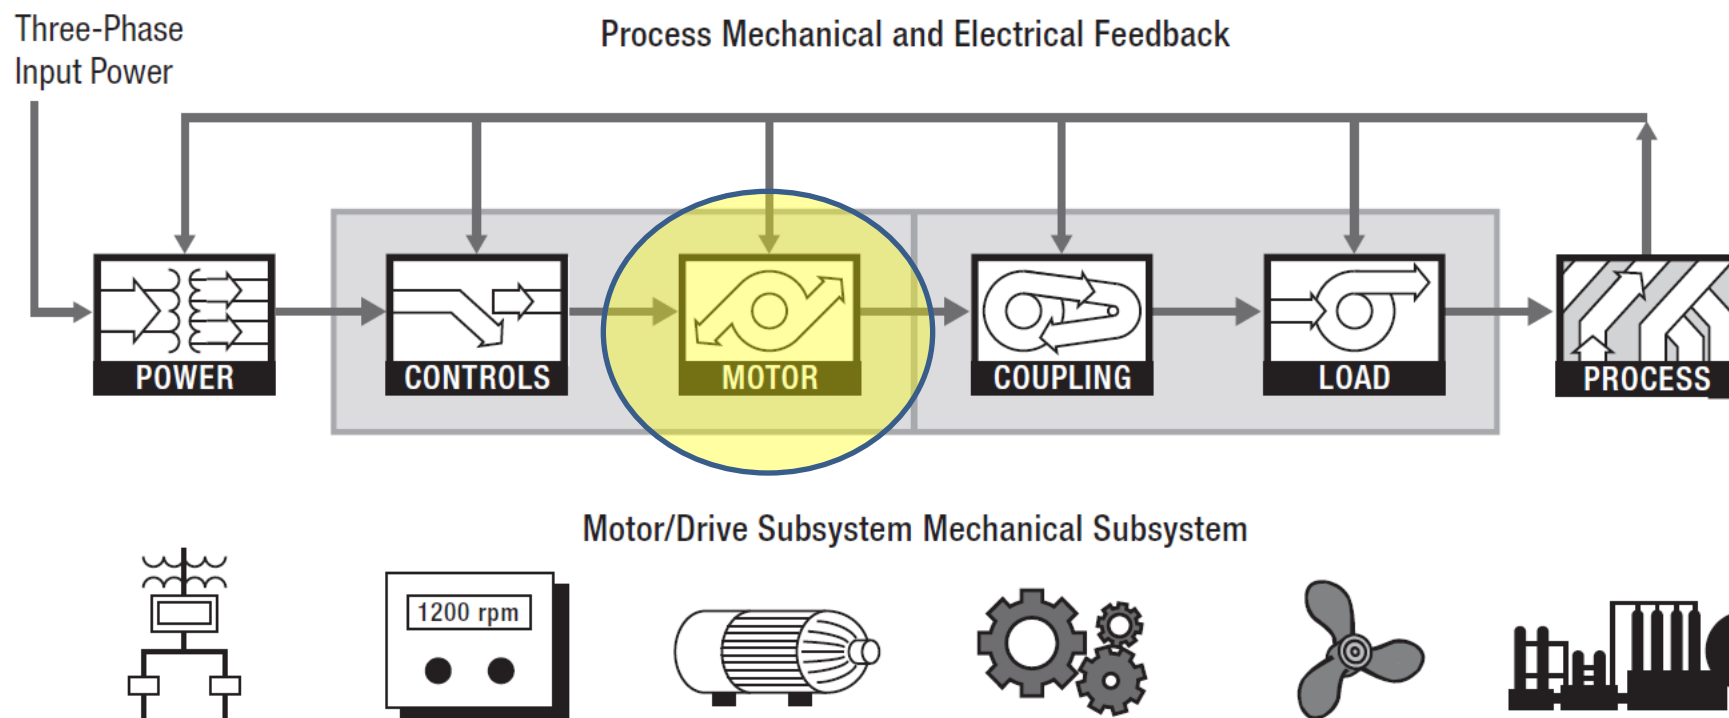 Three-Phase
Input Power
Process Mechanical and Electrical Feedback
POWER
CONTROLS
MOTOR
COUPLING
LOAD
PROCESS
Motor/Drive Subsystem Mechanical Subsystem
1200 rpm